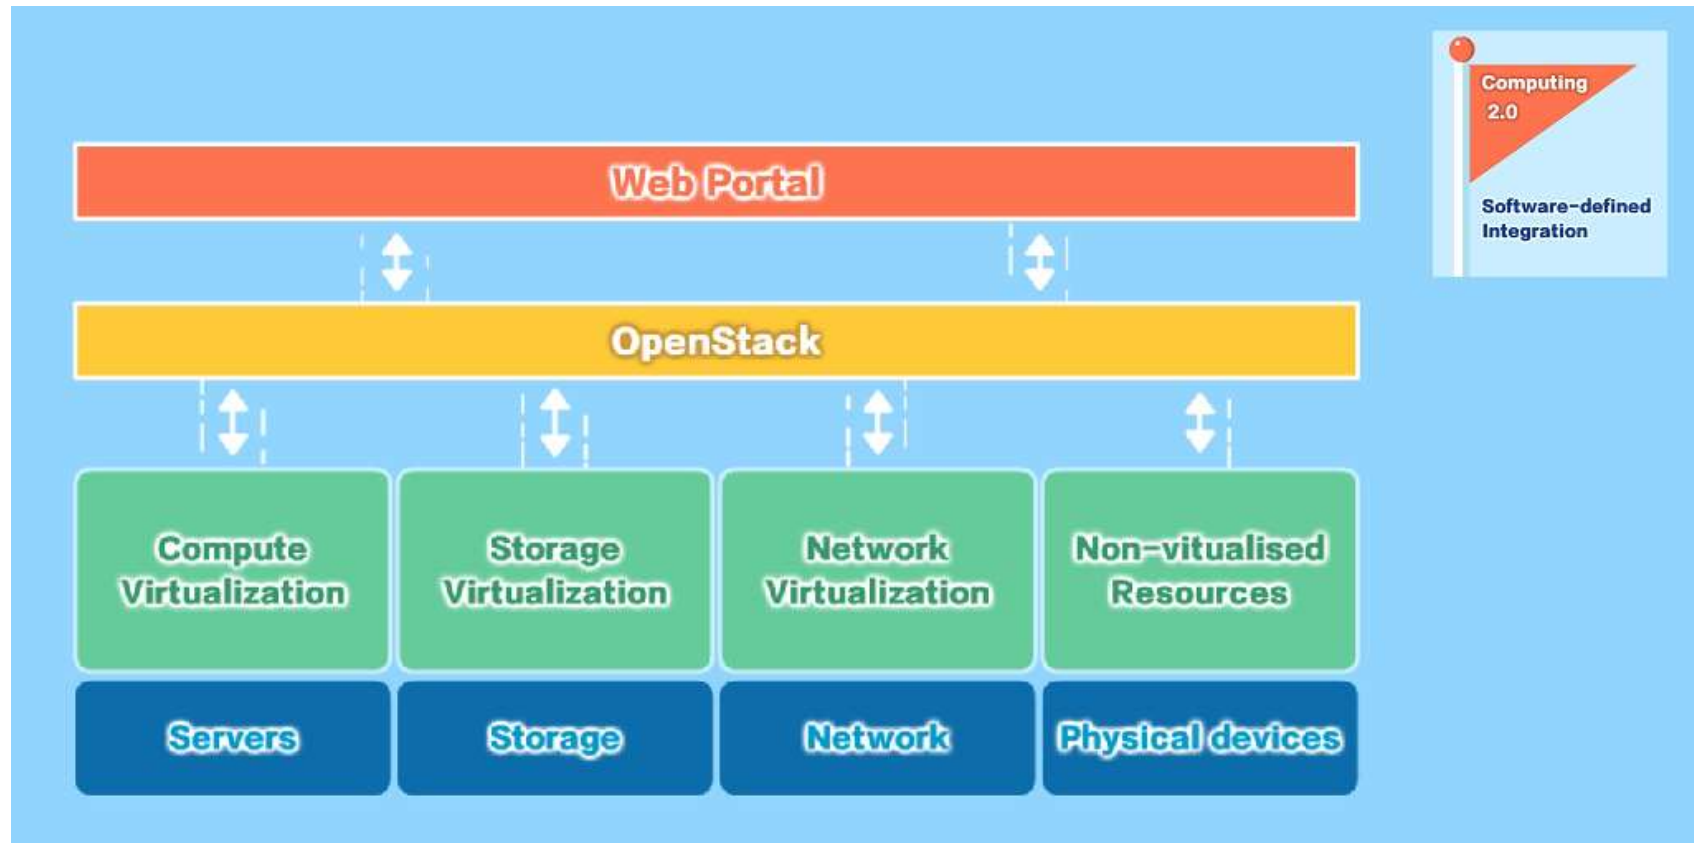 Computing
2.0
Software-defined
Integration
Web Portal
OpenStack
Compute
Virtualization
Storage
Virtualization
Network
Virtualization
Non-vitualised
Resources
Servers
Storage
Network
Physical devices